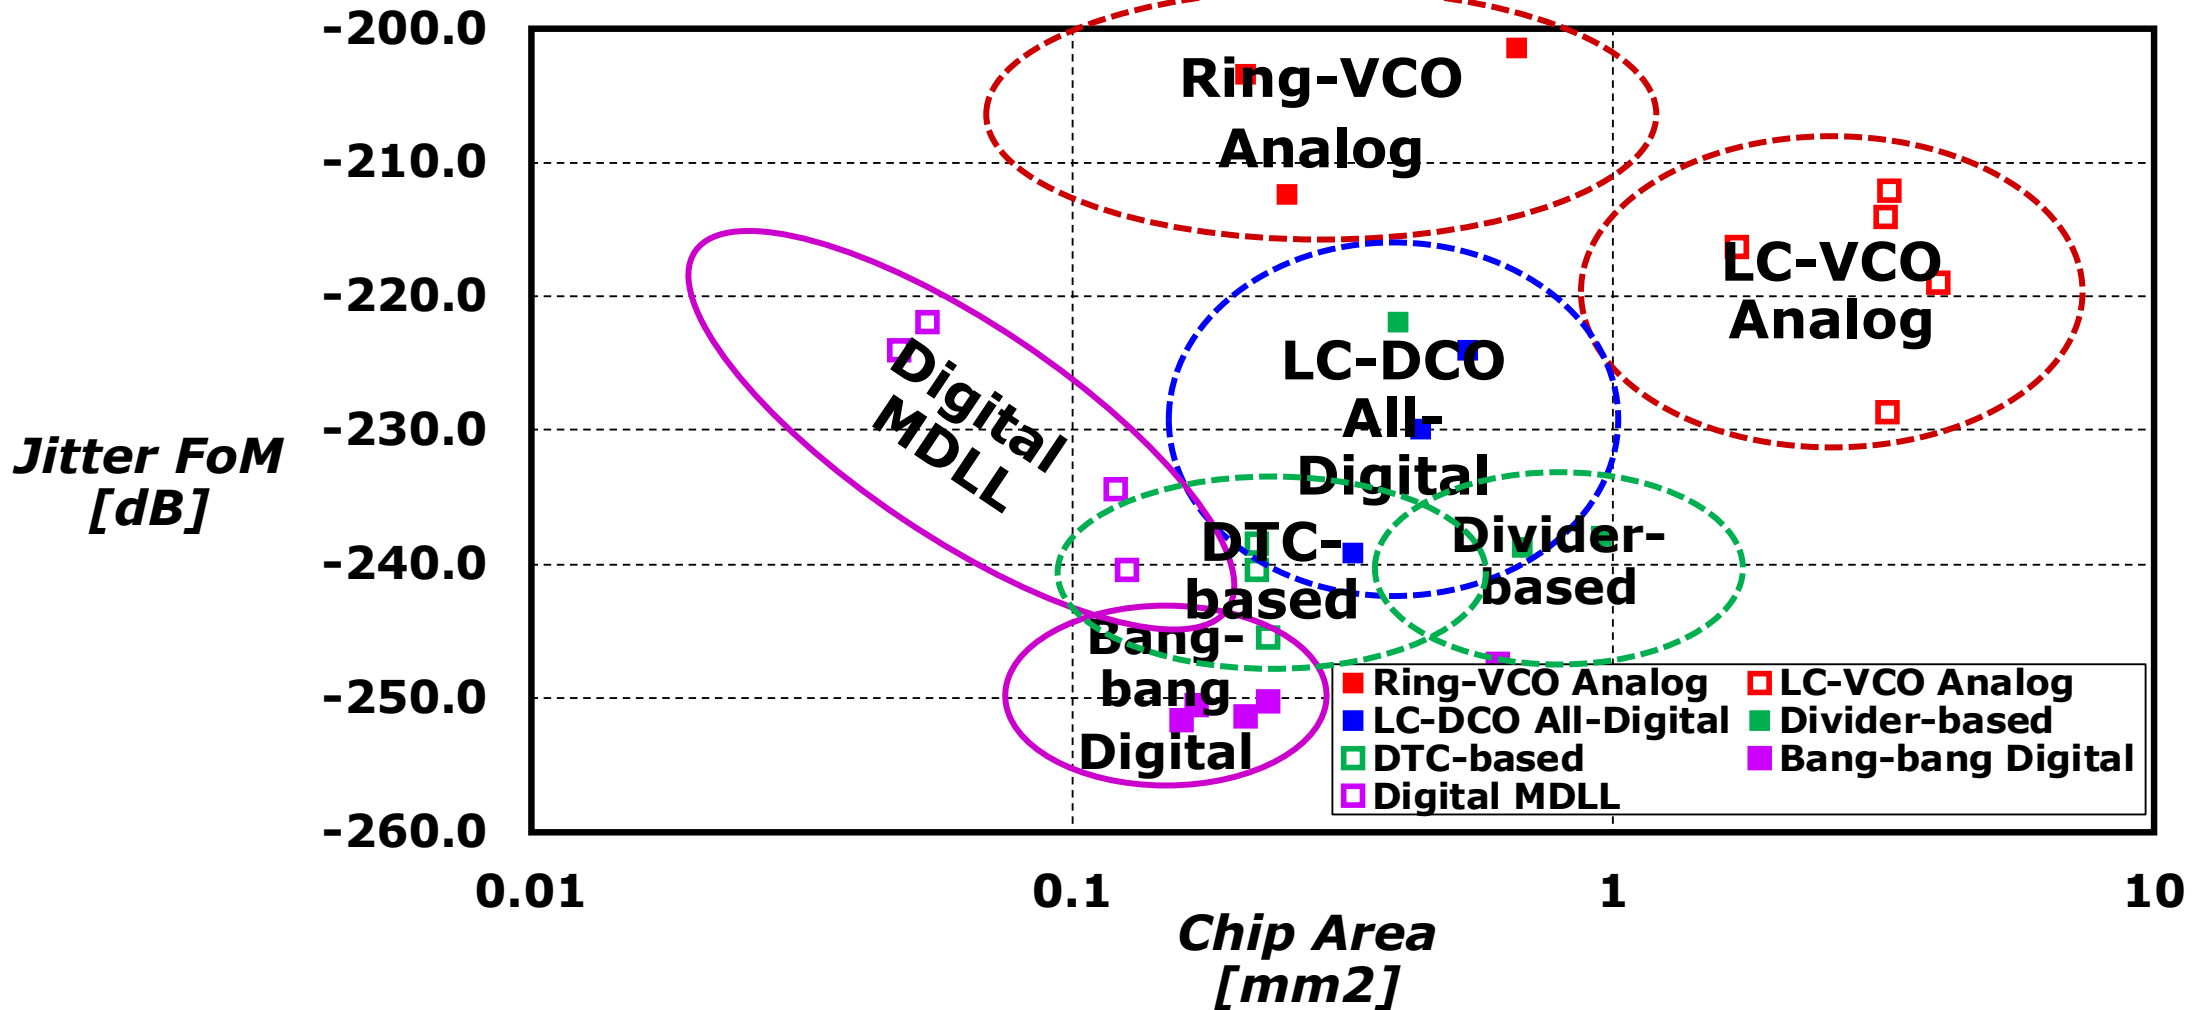 -200.0
-210.0
-220.0
-230.0
-240.0
-250.0
-260.0
Jitter FoM
[dB]
0.01
0.1
1
10
Chip Area
[mm2]
Ring-VCO
Analog
LC-VCO
Analog
LC-DCO
All-
Digital
Digital
MDLL
DTC-
based
Divider-
based
Bang-
bang
Digital
Ring-VCO Analog
LC-VCO Analog
LC-DCO All-Digital
Divider-based
DTC-based
Bang-bang Digital
Digital MDLL